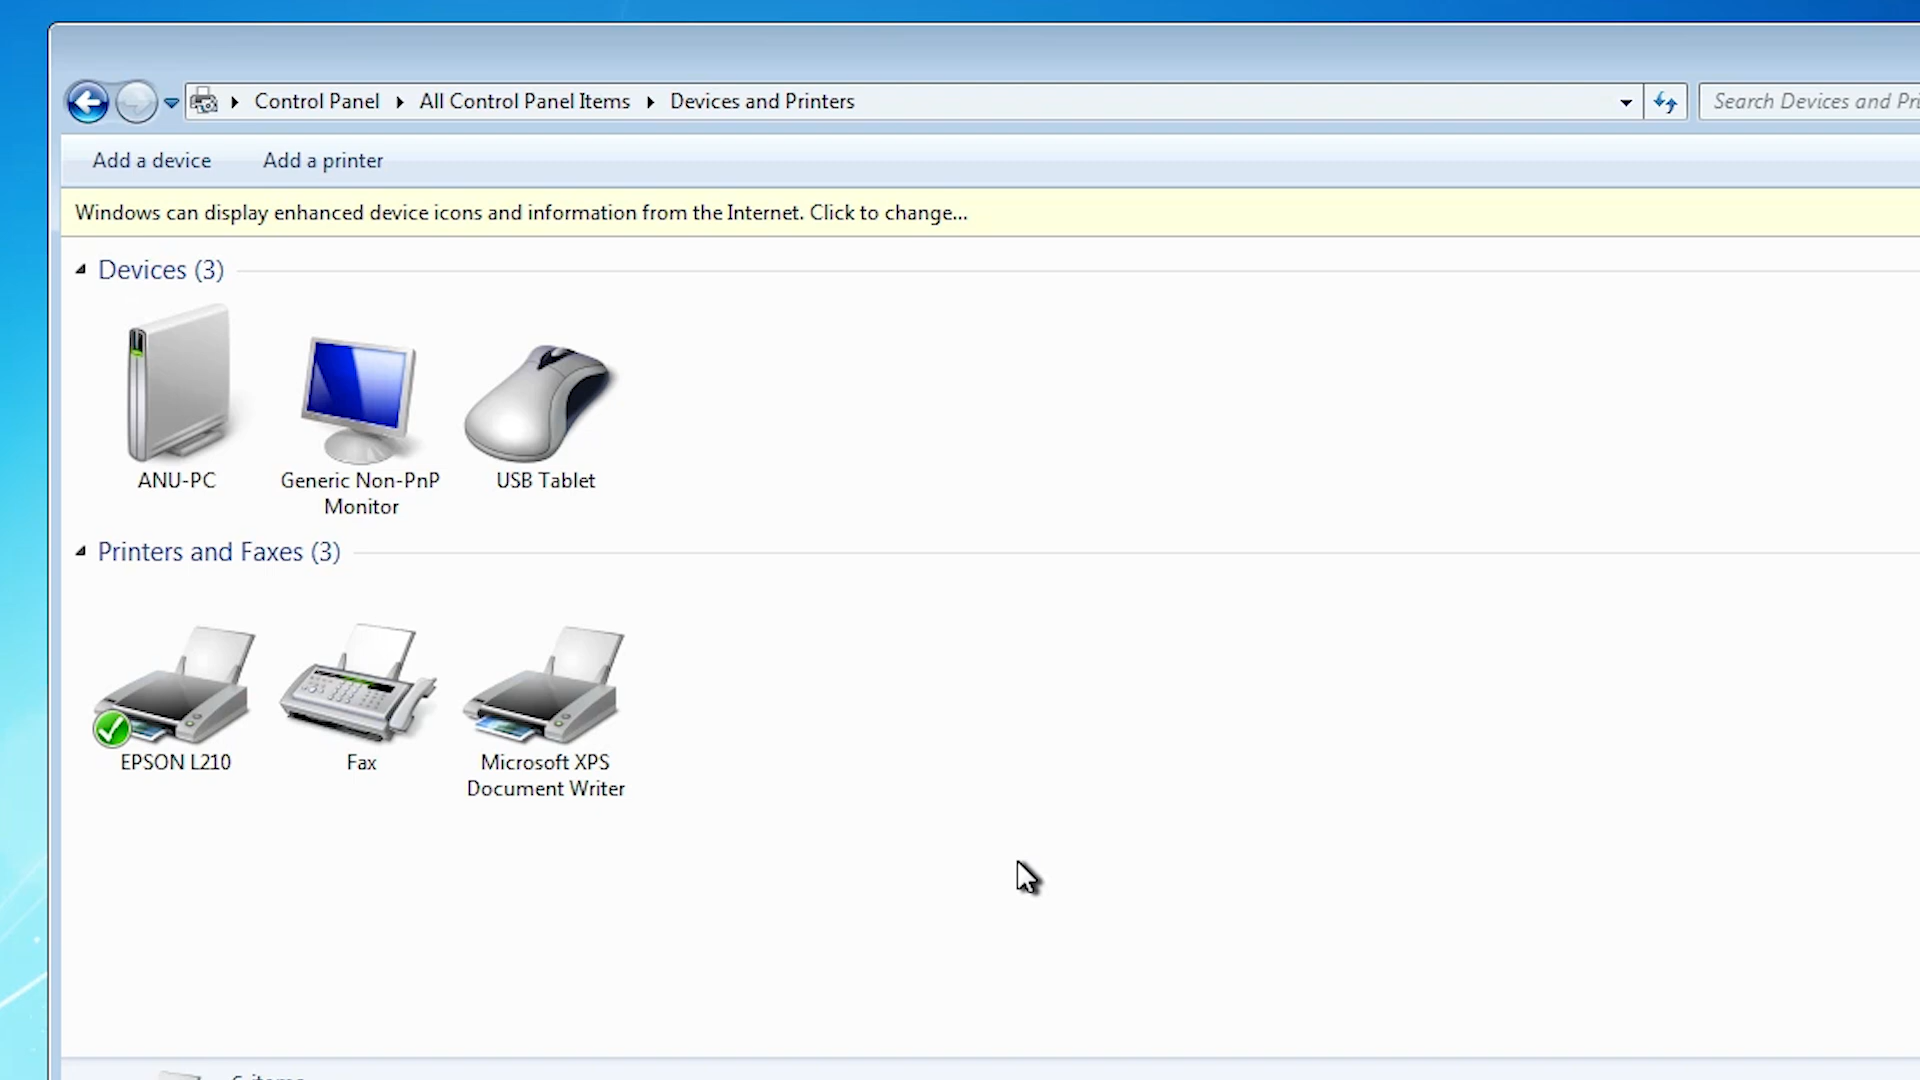 Control Panel
All Control Panel Items
Devices and Printers
Search Devices and
Add a device
Add a printer
Windows can display enhanced device icons and information from the Internet. Click to change...
Devices (3)
ANU-PC
Generic Non-PnP
Monitor
USB Tablet
Printers and Faxes (3)
EPSON L210
Fax
Microsoft XPS
Document Writer